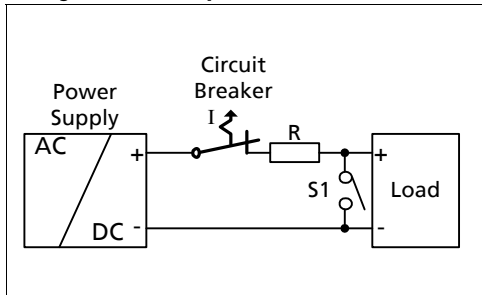 Circuit
Breaker
Power
Supply
I
R
AC
+
+
S1
Load
DC
-
-